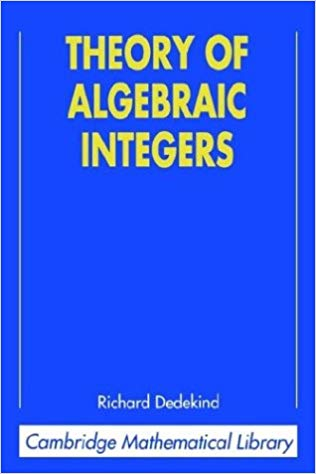 THEORY OF
ALGEBRAIC
INTEGERS
Richard Dedekind
Cambridge Mathematical Library